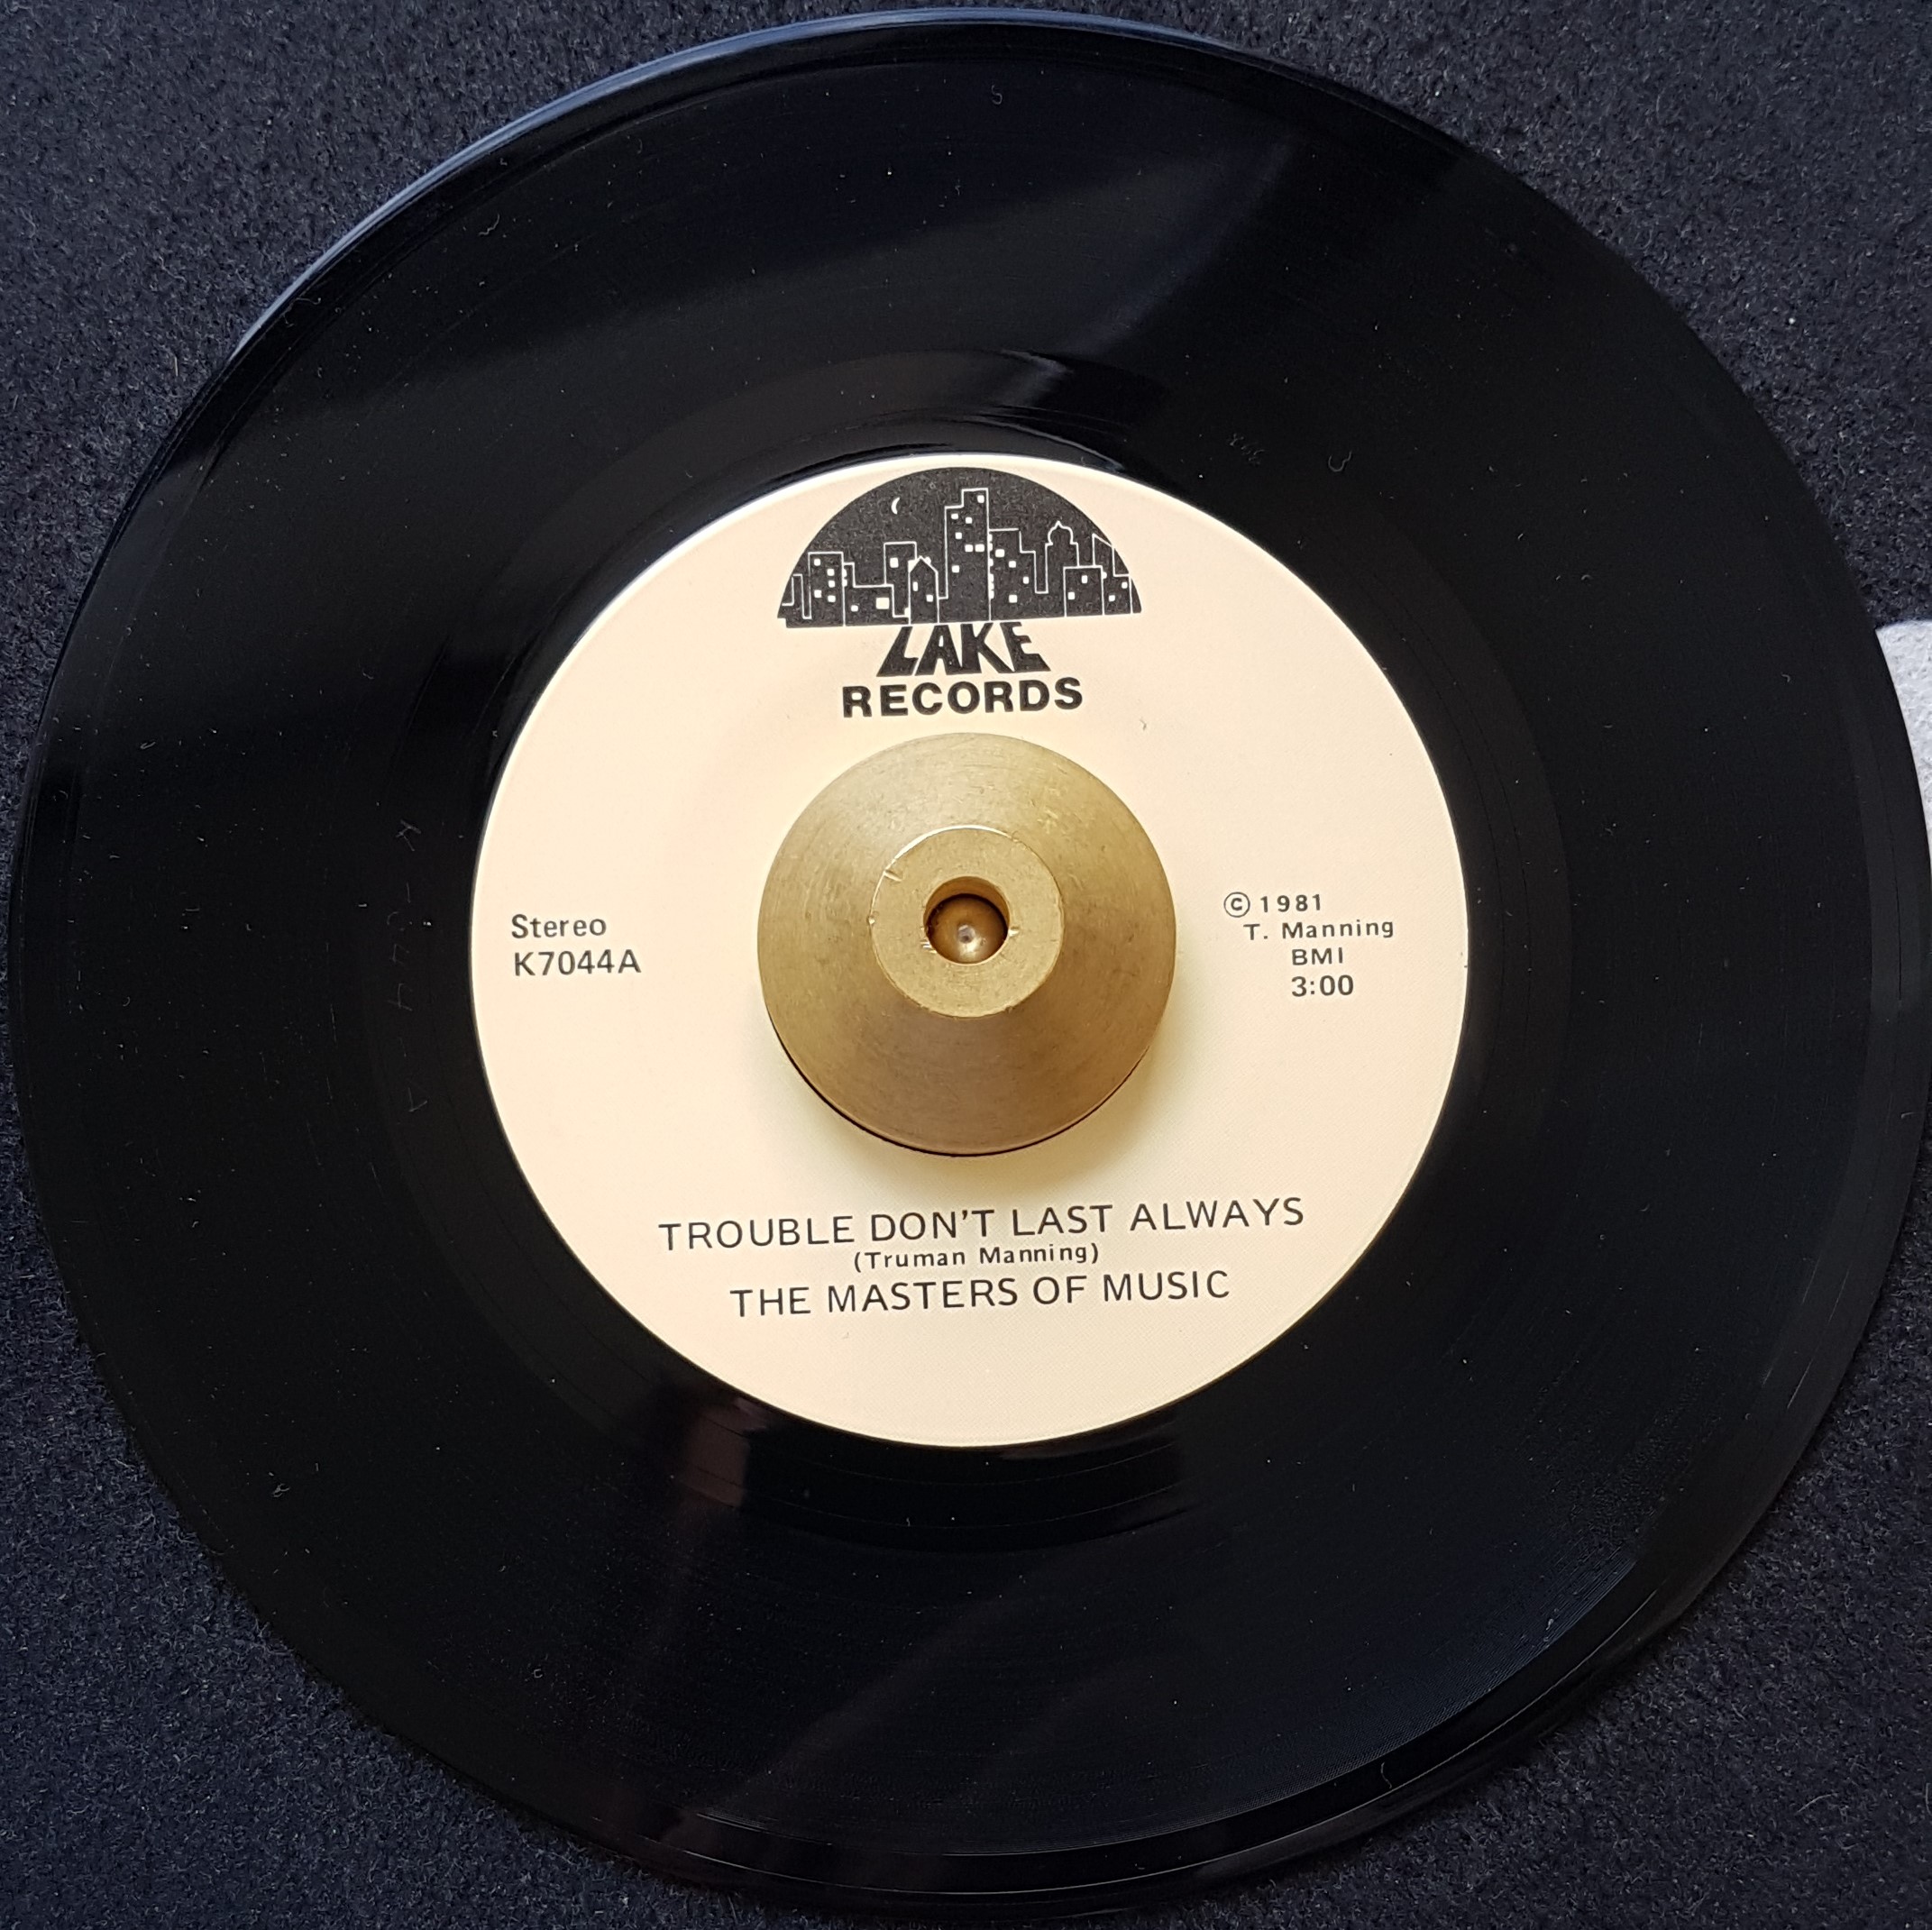 LAKE
RECORDS
Stereo
K7044A
© 1981
T. Manning
BMI
3:00
TROUBLE DON'T LAST ALWAYS
(Truman Manning)
THE MASTERS OF MUSIC